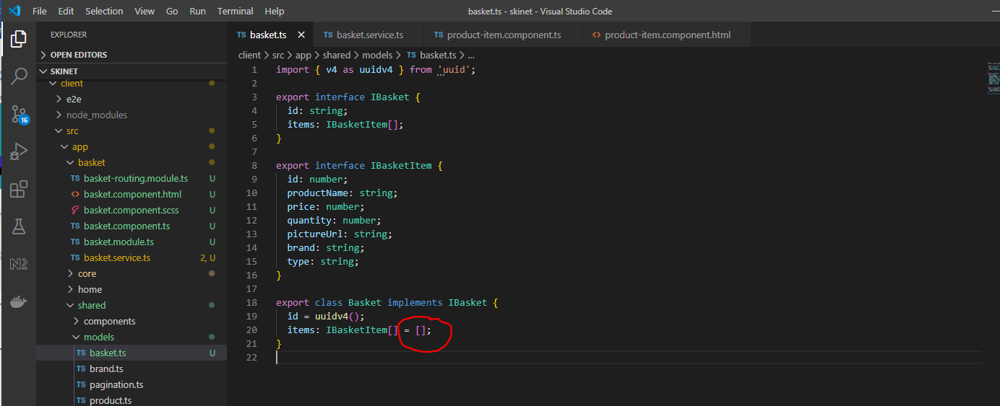 File Edit Selection View Go Run Terminal Help
basket.ts - skinet - Visual Studio Code
EXPLORER
OPEN EDITORS
SKINET
client
e2e
node_modules
src
app
basket
TS basket-routing.module.ts U
<> basket.component.html U
basket.component.scss U
TS basket.component.ts U
TS basket.module.ts U
TS basket.service.ts 2, U
core
home
shared
components
models
TS basket.ts U
TS brand.ts
TS pagination.ts
TS product.ts
16
TS basket.ts × TS basket.service.ts TS product-item.component.ts <> product-item.component.html
client > src > app > shared > models > TS basket.ts > ...
1 import { v4 as uuidv4 } from 'uuid';
2
3 export interface IBasket {
4 id: string;
5 items: IBasketItem[];
6 }
7
8 export interface IBasketItem {
9 id: number;
10 productName: string;
11 price: number;
12 quantity: number;
13 pictureUrl: string;
14 brand: string;
15 type: string;
16 }
17
18 export class Basket implements IBasket {
19 id = uuidv4();
20 items: IBasketItem[] = [];
21 }
22